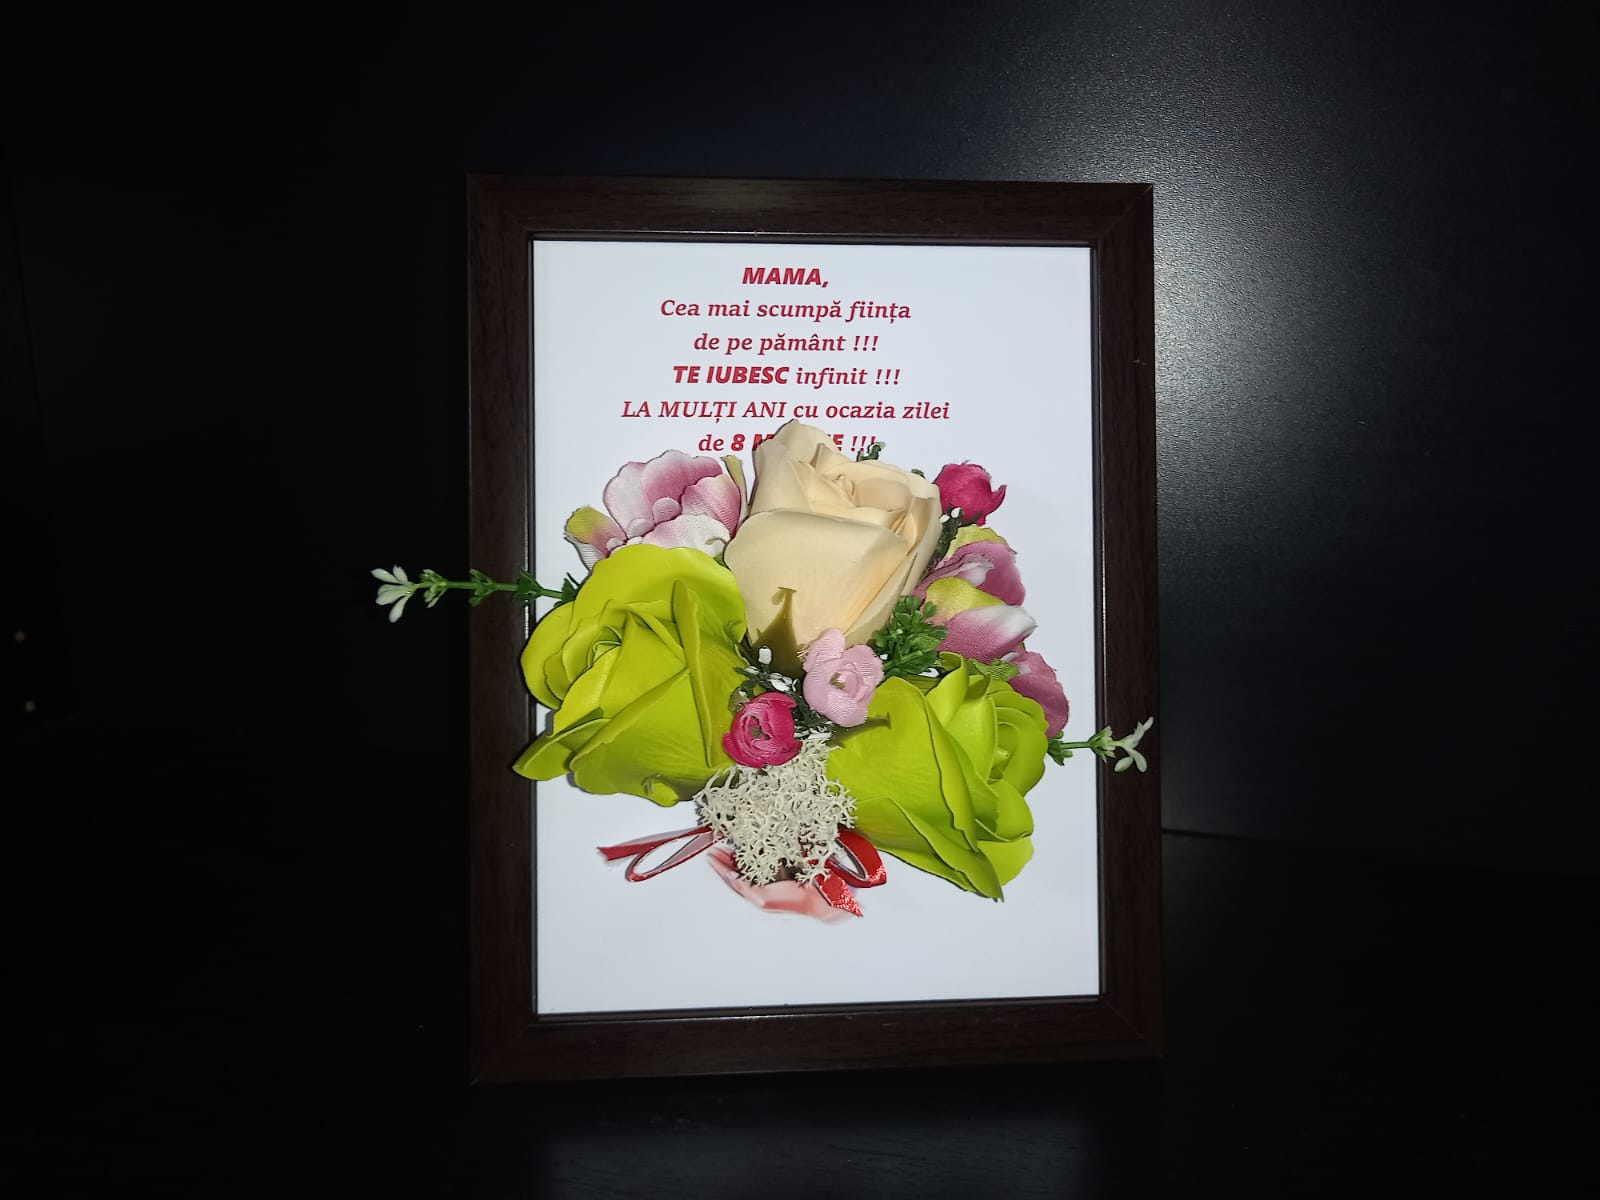 MAMA,
Cea mai scumpă ființa
de pe pământ !!!
TE IUBESC infinit !!!
LA MULȚI ANI cu ocazia zilei
de 8 !!!